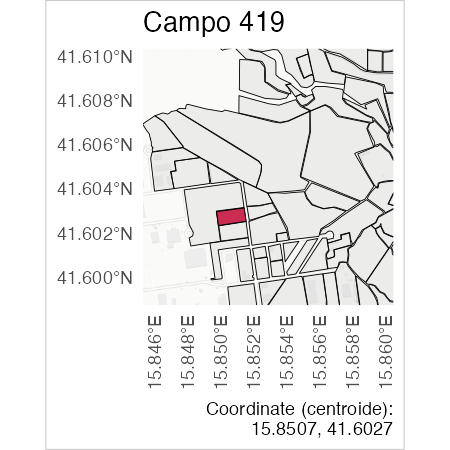 Campo 419
41.610°N
41.608°N
41.606°N
41.604°N
41.602°N
41.600°N
15.846°E
15.848°E
15.850°E
15.852°E
15.854°E
15.856°E
15.858°E
15.860°E
Coordinate (centroide):
15.8507, 41.6027